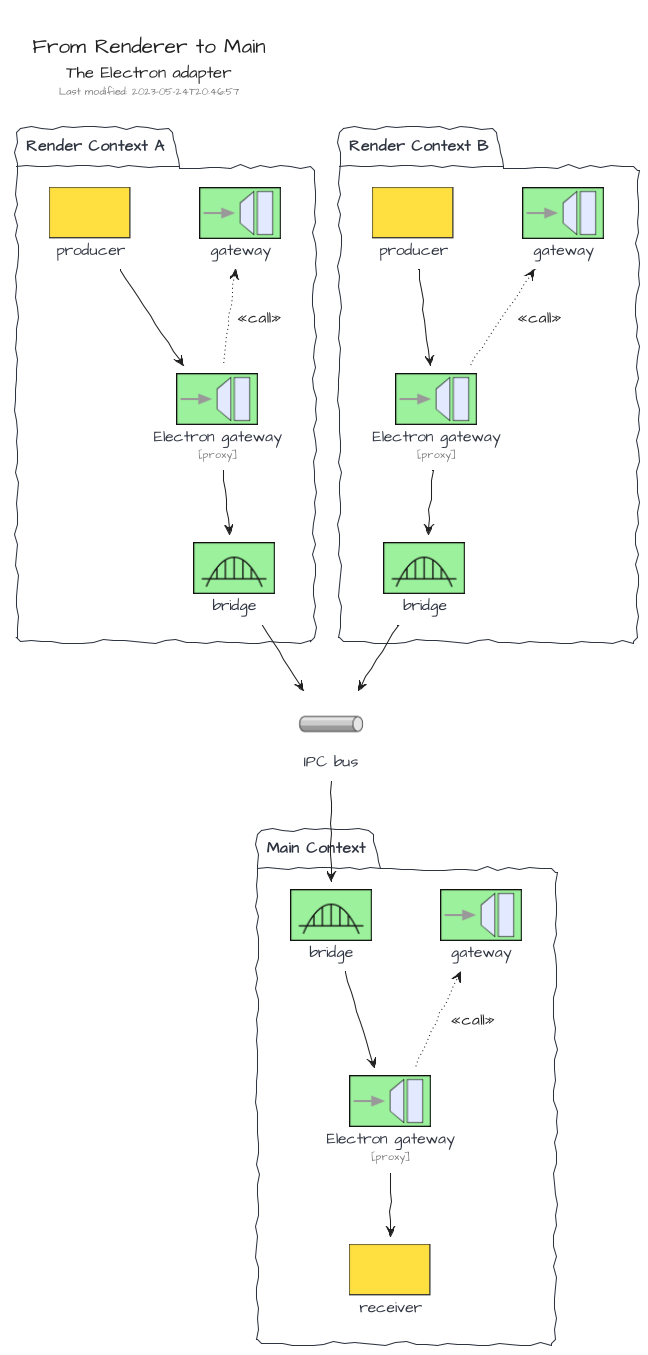 From Renderer to Main
The Electron adapter
Last modified: 2023-05-24T20:46:57
Render Context A
producer
gateway
«call»
Electron gateway
[proxy]
bridge
Render Context B
producer
gateway
«call»
Electron gateway
[proxy]
bridge
IPC bus
Main Context
bridge
gateway
«call»
Electron gateway
[proxy]
receiver